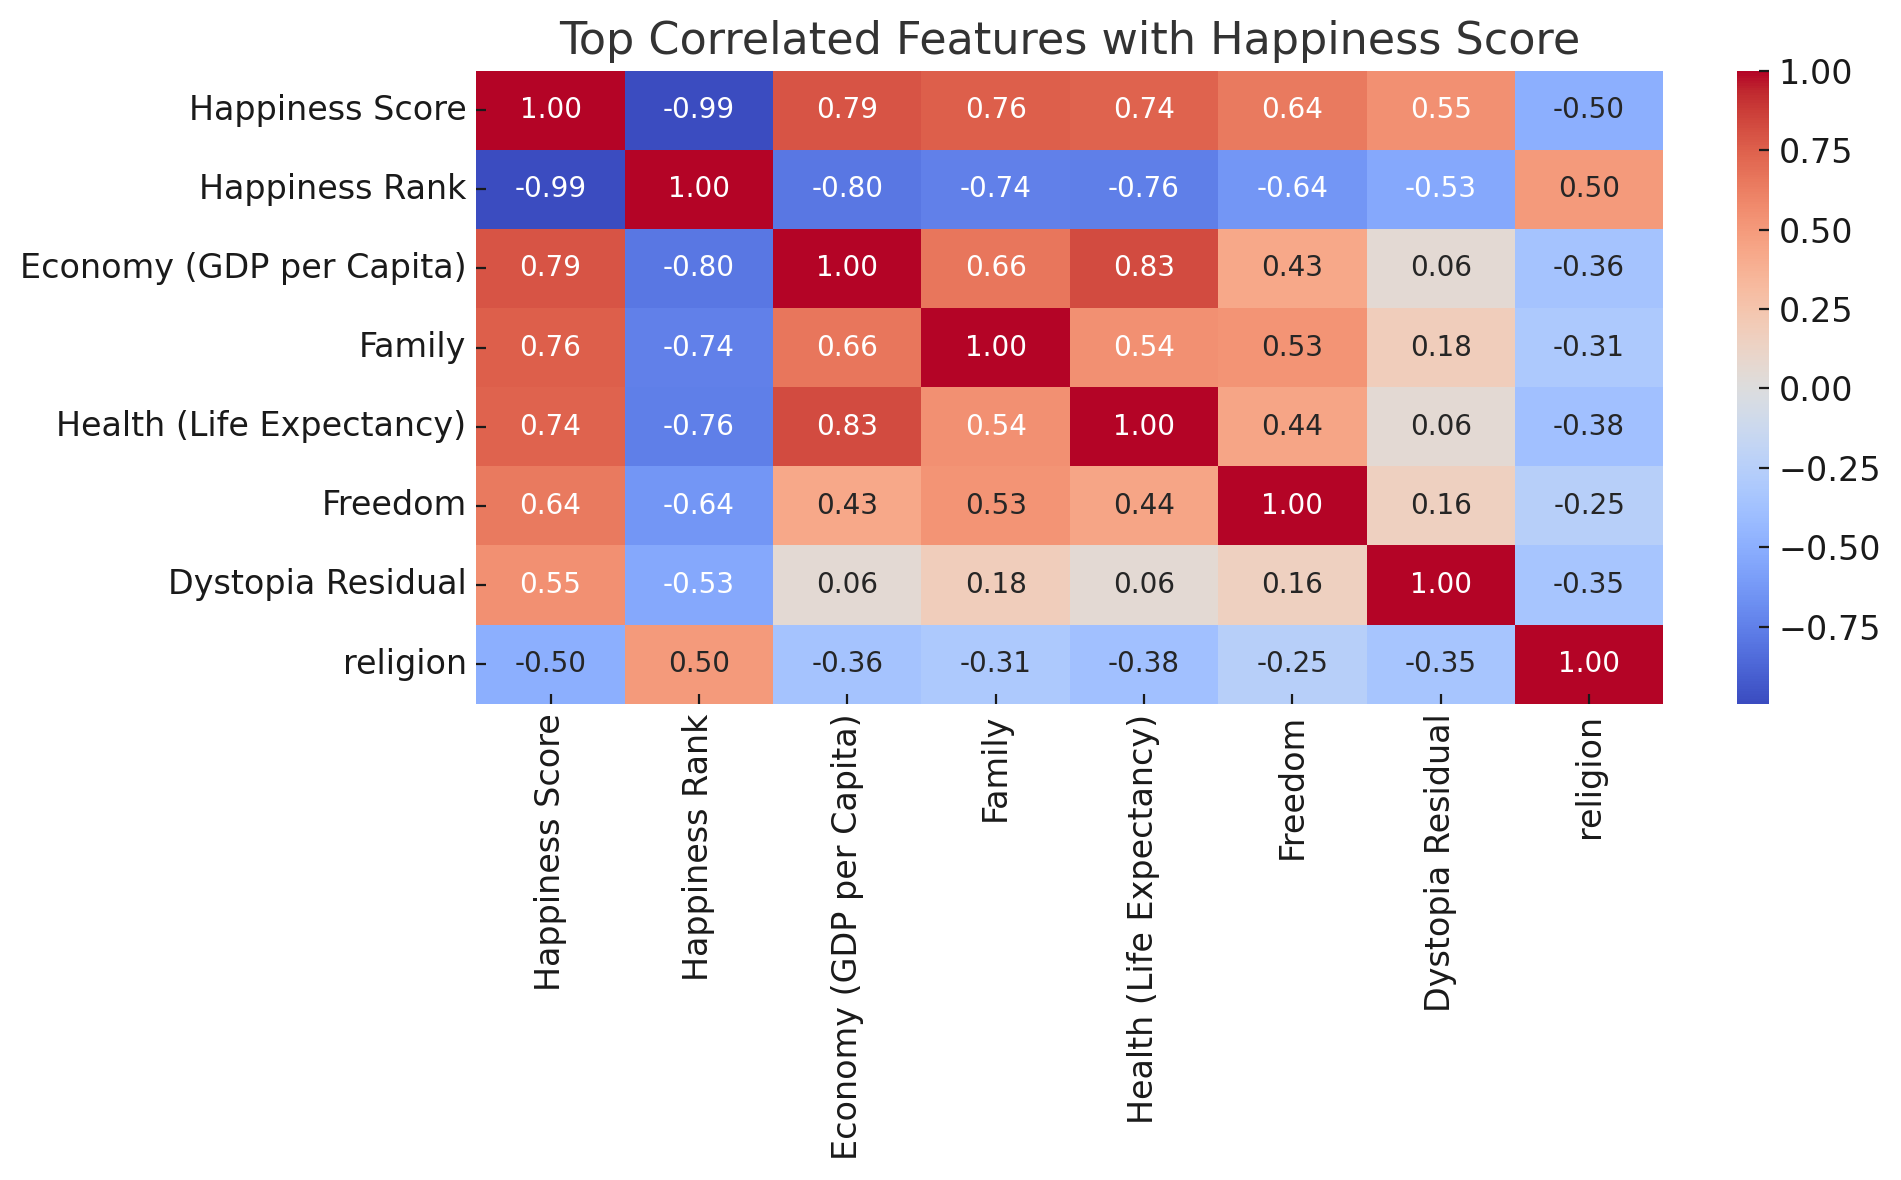 Top Correlated Features with Happiness Score
Happiness Score 1.00 -0.99 0.79 0.76 0.74 0.64 0.55 -0.50
Happiness Rank -0.99 1.00 -0.80 -0.74 -0.76 -0.64 -0.53 0.50
Economy (GDP per Capita) 0.79 -0.80 1.00 0.66 0.83 0.43 0.06 -0.36
Family 0.76 -0.74 0.66 1.00 0.54 0.53 0.18 -0.31
Health (Life Expectancy) 0.74 -0.76 0.83 0.54 1.00 0.44 0.06 -0.38
Freedom 0.64 -0.64 0.43 0.53 0.44 1.00 0.16 -0.25
Dystopia Residual 0.55 -0.53 0.06 0.18 0.06 0.16 1.00 -0.35
religion -0.50 0.50 -0.36 -0.31 -0.38 -0.25 -0.35 1.00
Happiness Score
Happiness Rank
Economy (GDP per Capita)
Family
Health (Life Expectancy)
Freedom
Dystopia Residual
religion
1.00
0.75
0.50
0.25
0.00
−0.25
−0.50
−0.75